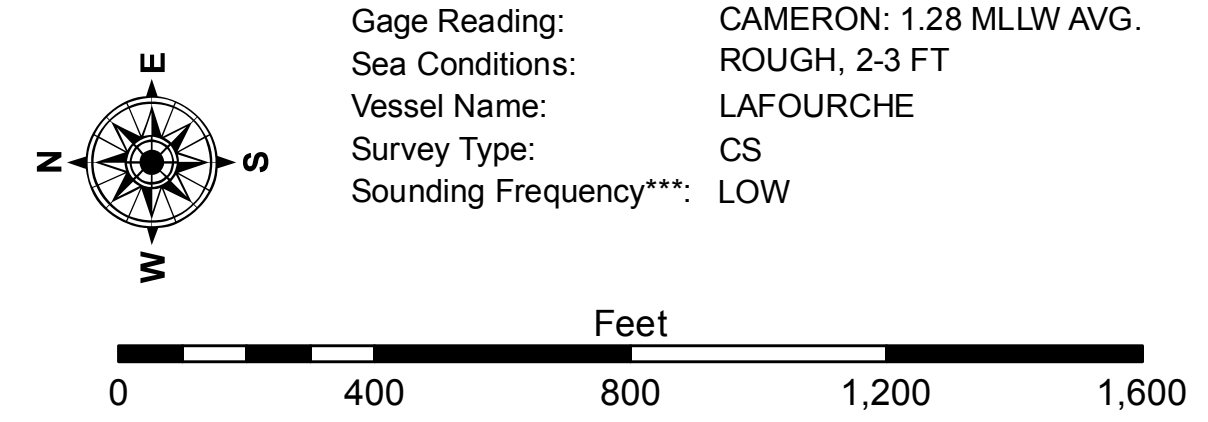 Gage Reading: CAMERON: 1.28 MLLW AVG.
Sea Conditions: ROUGH, 2-3 FT
Vessel Name: LAFOURCHE
Survey Type: CS
Sounding Frequency***: LOW
E
N
S
W
Feet
0 400 800 1,200 1,600